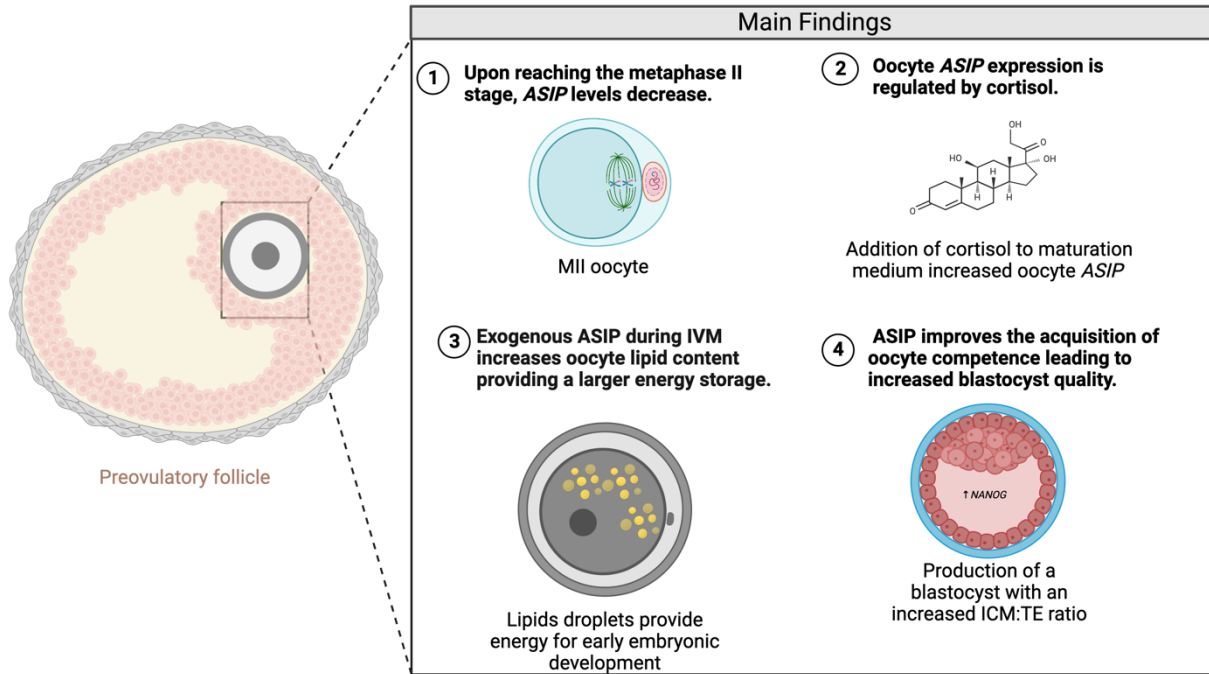 Main Findings
1
Upon reaching the metaphase II
stage, ASIP levels decrease.
MII oocyte
2
Oocyte ASIP expression is
regulated by cortisol.
OH
O
HO
OH
H
H
H
O
Addition of cortisol to maturation
medium increased oocyte ASIP
3
Exogenous ASIP during IVM
increases oocyte lipid content
providing a larger energy storage.
Lipids droplets provide
energy for early embryonic
development
4
ASIP improves the acquisition of
oocyte competence leading to
increased blastocyst quality.
↑ NANOG
Production of a
blastocyst with an
increased ICM:TE ratio
Preovulatory follicle